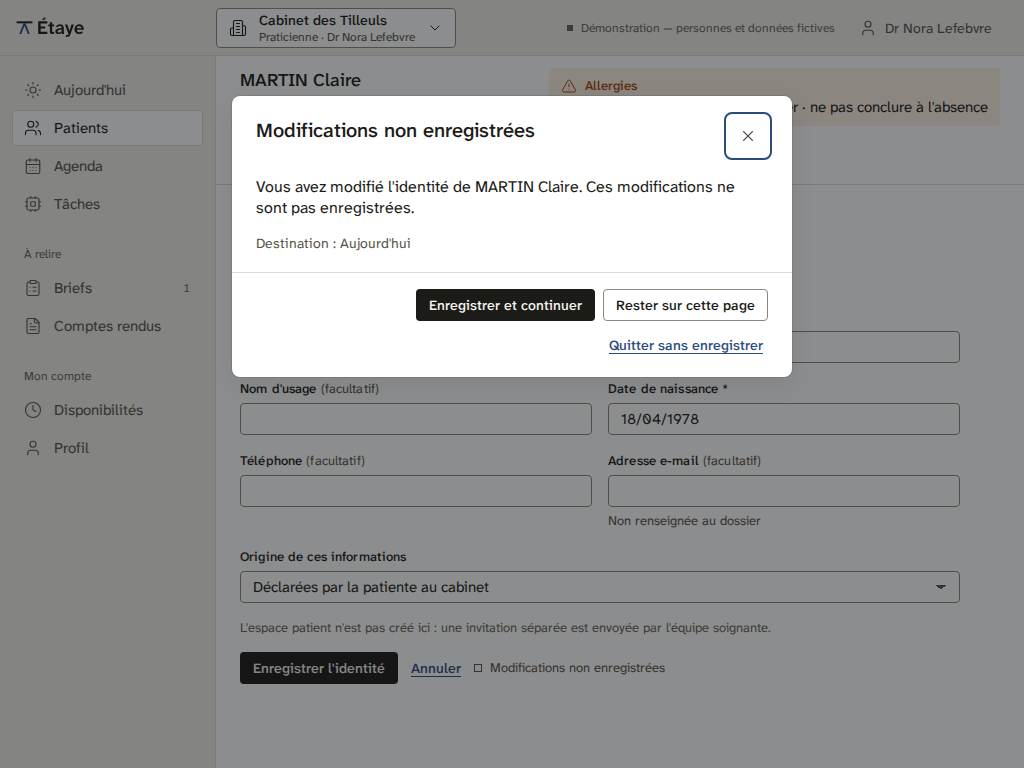 Étaye
Cabinet des Tilleuls
Praticienne · Dr Nora Lefebvre
Démonstration — personnes et données fictives
Dr Nora Lefebvre
Aujourd'hui
Patients
Agenda
Tâches
À relire
Briefs 1
Comptes rendus
Mon compte
Disponibilités
Profil
MARTIN Claire
Allergies
· ne pas conclure à l'absence
Modifications non enregistrées
Vous avez modifié l'identité de MARTIN Claire. Ces modifications ne
sont pas enregistrées.
Destination : Aujourd'hui
Enregistrer et continuer
Rester sur cette page
Quitter sans enregistrer
Nom d'usage (facultatif)
Date de naissance *
18/04/1978
Téléphone (facultatif)
Adresse e-mail (facultatif)
Non renseignée au dossier
Origine de ces informations
Déclarées par la patiente au cabinet
L'espace patient n'est pas créé ici : une invitation séparée est envoyée par l'équipe soignante.
Enregistrer l'identité
Annuler
Modifications non enregistrées